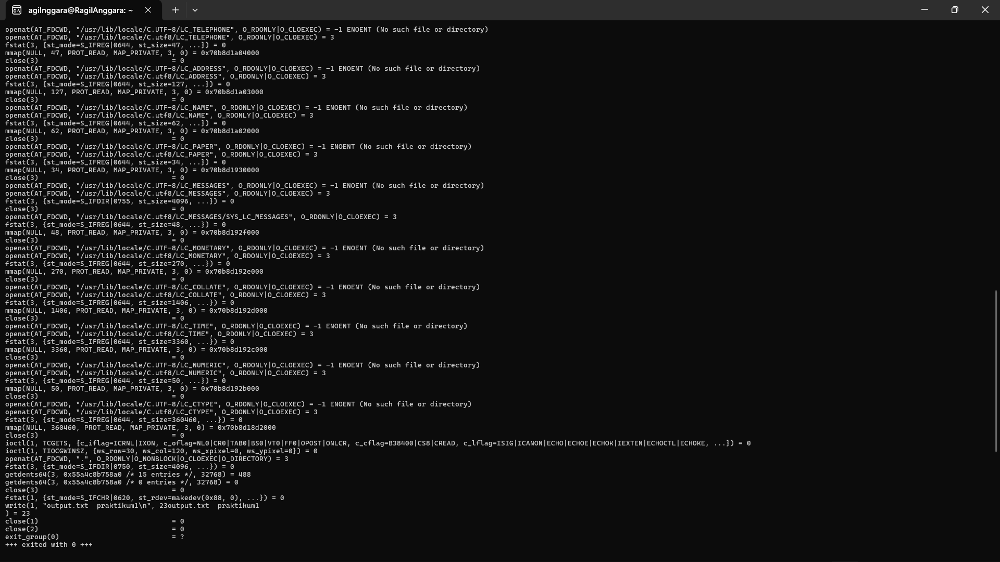 agilnggara@RagilAnggara: ~
openat(AT_FDCWD, "/usr/lib/locale/C.UTF-8/LC_TELEPHONE", O_RDONLY|O_CLOEXEC) = -1 ENOENT (No such file or directory)
openat(AT_FDCWD, "/usr/lib/locale/C.utf8/LC_TELEPHONE", O_RDONLY|O_CLOEXEC) = 3
fstat(3, {st_mode=S_IFREG|0644, st_size=47, ...}) = 0
mmap(NULL, 47, PROT_READ, MAP_PRIVATE, 3, 0) = 0x70b8d1a04000
close(3)                                = 0
openat(AT_FDCWD, "/usr/lib/locale/C.UTF-8/LC_ADDRESS", O_RDONLY|O_CLOEXEC) = -1 ENOENT (No such file or directory)
openat(AT_FDCWD, "/usr/lib/locale/C.utf8/LC_ADDRESS", O_RDONLY|O_CLOEXEC) = 3
fstat(3, {st_mode=S_IFREG|0644, st_size=127, ...}) = 0
mmap(NULL, 127, PROT_READ, MAP_PRIVATE, 3, 0) = 0x70b8d1a03000
close(3)                                = 0
openat(AT_FDCWD, "/usr/lib/locale/C.UTF-8/LC_NAME", O_RDONLY|O_CLOEXEC) = -1 ENOENT (No such file or directory)
openat(AT_FDCWD, "/usr/lib/locale/C.utf8/LC_NAME", O_RDONLY|O_CLOEXEC) = 3
fstat(3, {st_mode=S_IFREG|0644, st_size=62, ...}) = 0
mmap(NULL, 62, PROT_READ, MAP_PRIVATE, 3, 0) = 0x70b8d1a02000
close(3)                                = 0
openat(AT_FDCWD, "/usr/lib/locale/C.UTF-8/LC_PAPER", O_RDONLY|O_CLOEXEC) = -1 ENOENT (No such file or directory)
openat(AT_FDCWD, "/usr/lib/locale/C.utf8/LC_PAPER", O_RDONLY|O_CLOEXEC) = 3
fstat(3, {st_mode=S_IFREG|0644, st_size=34, ...}) = 0
mmap(NULL, 34, PROT_READ, MAP_PRIVATE, 3, 0) = 0x70b8d1930000
close(3)                                = 0
openat(AT_FDCWD, "/usr/lib/locale/C.UTF-8/LC_MESSAGES", O_RDONLY|O_CLOEXEC) = -1 ENOENT (No such file or directory)
openat(AT_FDCWD, "/usr/lib/locale/C.utf8/LC_MESSAGES", O_RDONLY|O_CLOEXEC) = 3
fstat(3, {st_mode=S_IFDIR|0755, st_size=4096, ...}) = 0
close(3)                                = 0
openat(AT_FDCWD, "/usr/lib/locale/C.utf8/LC_MESSAGES/SYS_LC_MESSAGES", O_RDONLY|O_CLOEXEC) = 3
fstat(3, {st_mode=S_IFREG|0644, st_size=48, ...}) = 0
mmap(NULL, 48, PROT_READ, MAP_PRIVATE, 3, 0) = 0x70b8d192f000
close(3)                                = 0
openat(AT_FDCWD, "/usr/lib/locale/C.UTF-8/LC_MONETARY", O_RDONLY|O_CLOEXEC) = -1 ENOENT (No such file or directory)
openat(AT_FDCWD, "/usr/lib/locale/C.utf8/LC_MONETARY", O_RDONLY|O_CLOEXEC) = 3
fstat(3, {st_mode=S_IFREG|0644, st_size=270, ...}) = 0
mmap(NULL, 270, PROT_READ, MAP_PRIVATE, 3, 0) = 0x70b8d192e000
close(3)                                = 0
openat(AT_FDCWD, "/usr/lib/locale/C.UTF-8/LC_COLLATE", O_RDONLY|O_CLOEXEC) = -1 ENOENT (No such file or directory)
openat(AT_FDCWD, "/usr/lib/locale/C.utf8/LC_COLLATE", O_RDONLY|O_CLOEXEC) = 3
fstat(3, {st_mode=S_IFREG|0644, st_size=1406, ...}) = 0
mmap(NULL, 1406, PROT_READ, MAP_PRIVATE, 3, 0) = 0x70b8d192d000
close(3)                                = 0
openat(AT_FDCWD, "/usr/lib/locale/C.UTF-8/LC_TIME", O_RDONLY|O_CLOEXEC) = -1 ENOENT (No such file or directory)
openat(AT_FDCWD, "/usr/lib/locale/C.utf8/LC_TIME", O_RDONLY|O_CLOEXEC) = 3
fstat(3, {st_mode=S_IFREG|0644, st_size=3360, ...}) = 0
mmap(NULL, 3360, PROT_READ, MAP_PRIVATE, 3, 0) = 0x70b8d192c000
close(3)                                = 0
openat(AT_FDCWD, "/usr/lib/locale/C.UTF-8/LC_NUMERIC", O_RDONLY|O_CLOEXEC) = -1 ENOENT (No such file or directory)
openat(AT_FDCWD, "/usr/lib/locale/C.utf8/LC_NUMERIC", O_RDONLY|O_CLOEXEC) = 3
fstat(3, {st_mode=S_IFREG|0644, st_size=50, ...}) = 0
mmap(NULL, 50, PROT_READ, MAP_PRIVATE, 3, 0) = 0x70b8d192b000
close(3)                                = 0
openat(AT_FDCWD, "/usr/lib/locale/C.UTF-8/LC_CTYPE", O_RDONLY|O_CLOEXEC) = -1 ENOENT (No such file or directory)
openat(AT_FDCWD, "/usr/lib/locale/C.utf8/LC_CTYPE", O_RDONLY|O_CLOEXEC) = 3
fstat(3, {st_mode=S_IFREG|0644, st_size=360460, ...}) = 0
mmap(NULL, 360460, PROT_READ, MAP_PRIVATE, 3, 0) = 0x70b8d18d2000
close(3)                                = 0
ioctl(1, TCGETS, {c_iflag=ICRNL|IXON, c_oflag=NL0|CR0|TAB0|BS0|VT0|FF0|OPOST|ONLCR, c_cflag=B38400|CS8|CREAD, c_lflag=ISIG|ICANON|ECHO|ECHOE|ECHOK|IEXTEN|ECHOCTL|ECHOKE, ...}) = 0
ioctl(1, TIOCGWINSZ, {ws_row=30, ws_col=120, ws_xpixel=0, ws_ypixel=0}) = 0
openat(AT_FDCWD, ".", O_RDONLY|O_NONBLOCK|O_CLOEXEC|O_DIRECTORY) = 3
fstat(3, {st_mode=S_IFDIR|0750, st_size=4096, ...}) = 0
getdents64(3, 0x55a4c8b758a0 /* 15 entries */, 32768) = 488
getdents64(3, 0x55a4c8b758a0 /* 0 entries */, 32768) = 0
close(3)                                = 0
fstat(1, {st_mode=S_IFCHR|0620, st_rdev=makedev(0x88, 0), ...}) = 0
write(1, "output.txt  praktikum1\n", 23output.txt  praktikum1
) = 23
close(1)                                = 0
close(2)                                = 0
exit_group(0)                           = ?
+++ exited with 0 +++